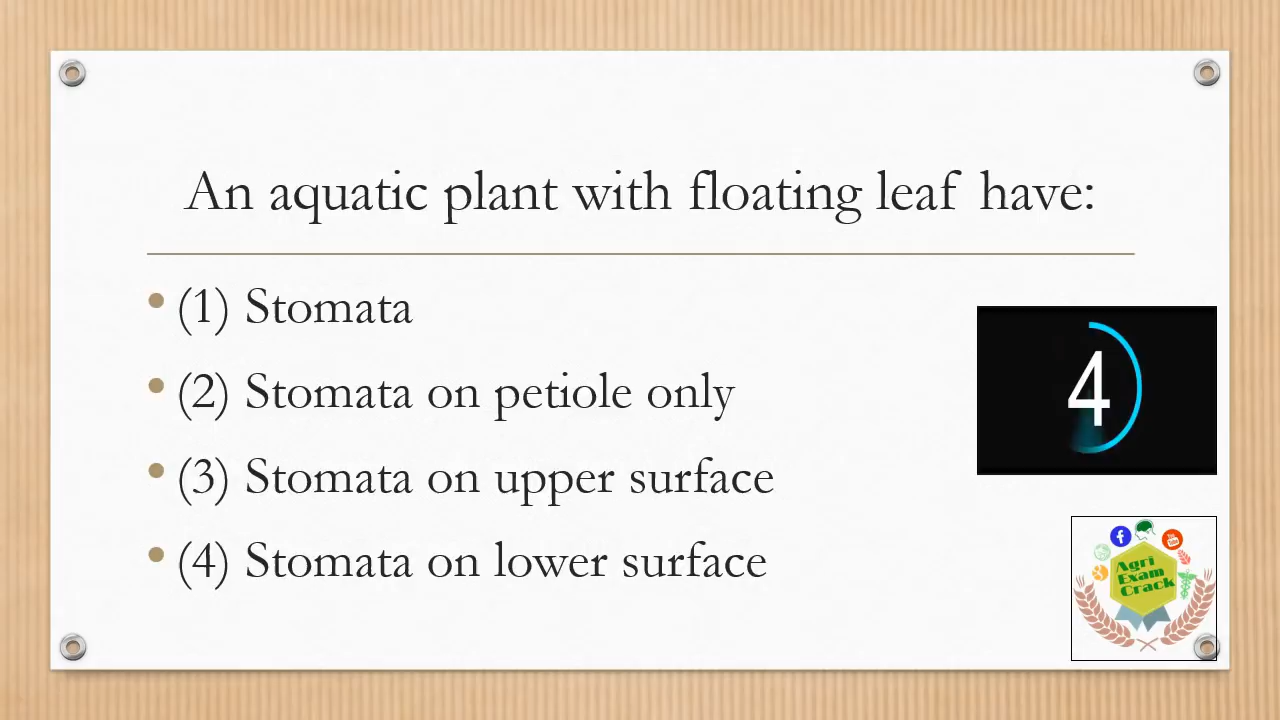 An aquatic plant with floating leaf have:
• (1) Stomata
• (2) Stomata on petiole only
• (3) Stomata on upper surface
• (4) Stomata on lower surface
4
Agri
Exam
Crack